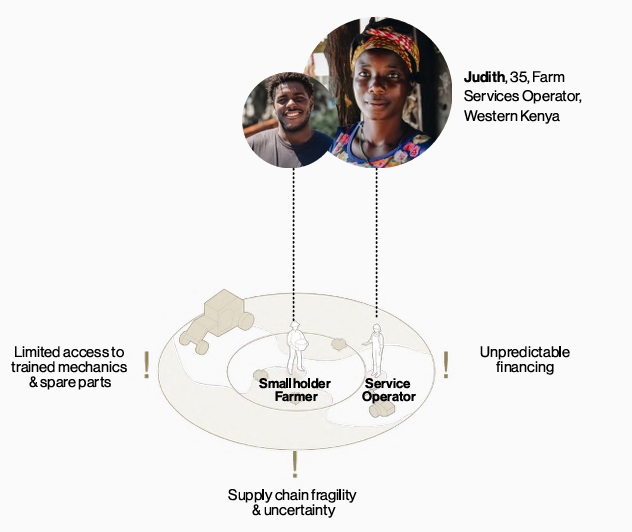 Judith, 35, Farm
Services Operator,
Western Kenya
Limited access to
trained mechanics
& spare parts
!
Smallholder
Farmer
Service
Operator
!
Unpredictable
financing
!
Supply chain fragility
& uncertainty